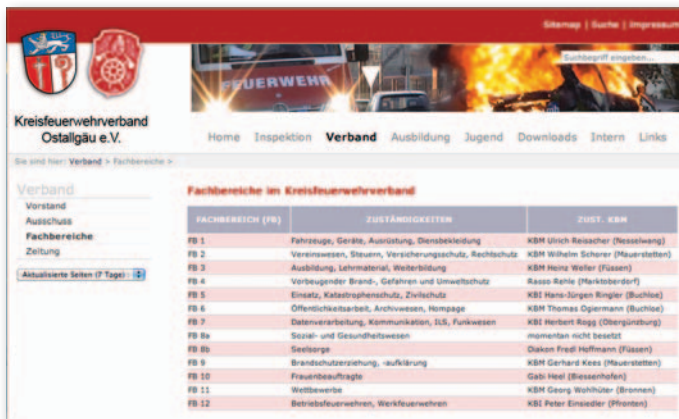 Sitemap | Suche | Impressum
Suchbegriff eingeben...
FEUERWEHR
Kreisfeuerwehrverband
Ostallgäu e.V.
Home Inspektion Verband Ausbildung Jugend Downloads Intern Links
Sie sind hier: Verband > Fachbereiche >
Verband
Vorstand
Ausschuss
Fachbereiche
Zeitung
Aktualisierte Seiten (7 Tage) :
Fachbereiche im Kreisfeuerwehrverband
FACHBEREICH (FB) ZUSTÄNDIGKEITEN ZUST. KBM
FB 1 Fahrzeuge, Geräte, Ausrüstung, Diensbekleidung KBM Ulrich Reisacher (Nesselwang)
FB 2 Vereinswesen, Steuern, Versicherungsschutz, Rechtschutz KBM Wilhelm Scherer (Mauerstetten)
FB 3 Ausbildung, Lehrmaterial, Weiterbildung KBM Heinz Weller (Füssen)
FB 4 Vorbeugender Brand-, Gefahren und Umweltschutz Rasso Rehle (Marktoberdorf)
FB 5 Einsatz, Katastrophenschutz, Zivilschutz KBI Hans-Jürgen Ringler (Buchloe)
FB 6 Öffentlichkeitsarbeit, Archivwesen, Hompage KBM Thomas Ogiermann (Buchloe)
FB 7 Datenverarbeitung, Kommunikation, ILS, Funkwesen KBI Herbert Rogg (Obergünzburg)
FB 8a Sozial- und Gesundheitswesen momentan nicht besetzt
FB 8b Seelsorge Diakon Fredi Hoffmann (Füssen)
FB 9 Brandschutzerziehung, -aufklärung KBM Gerhard Kees (Mauerstetten)
FB 10 Frauenbeauftragte Gabi Heel (Biessenhofen)
FB 11 Wettbewerbe KBM Georg Wohlhüter (Bronnen)
FB 12 Betriebsfeuerwehren, Werkfeuerwehren KBI Peter Einsiedler (Pfronten)